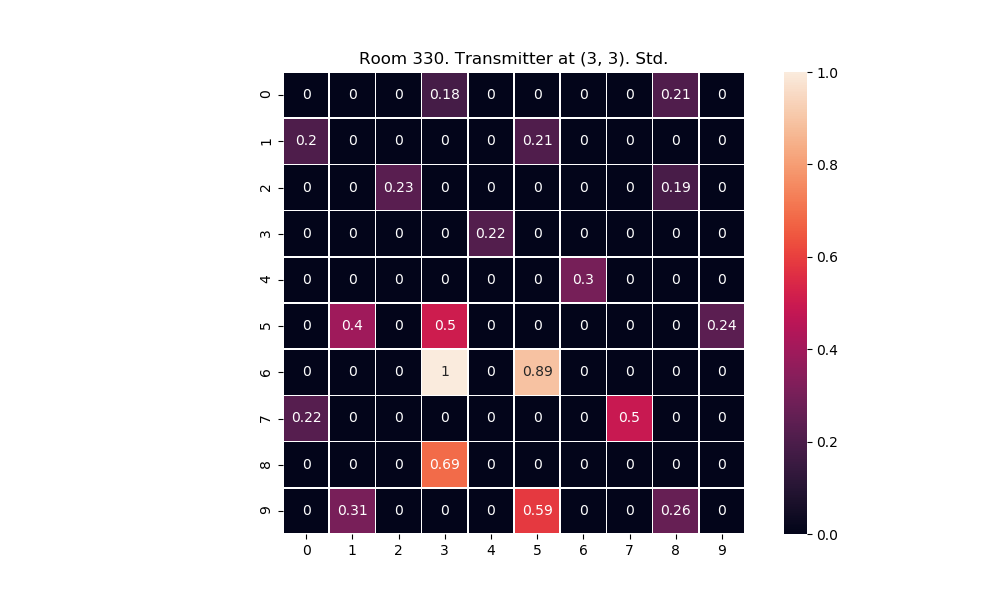 Room 330. Transmitter at (3, 3). Std.
0 0 0 0 0.18 0 0 0 0 0.21 0
1 0.2 0 0 0 0 0.21 0 0 0 0
2 0 0 0.23 0 0 0 0 0 0.19 0
3 0 0 0 0 0.22 0 0 0 0 0
4 0 0 0 0 0 0 0.3 0 0 0
5 0 0.4 0 0.5 0 0 0 0 0 0.24
6 0 0 0 1 0 0.89 0 0 0 0
7 0.22 0 0 0 0 0 0 0.5 0 0
8 0 0 0 0.69 0 0 0 0 0 0
9 0 0.31 0 0 0 0.59 0 0 0.26 0
0 1 2 3 4 5 6 7 8 9
1.0
0.8
0.6
0.4
0.2
0.0